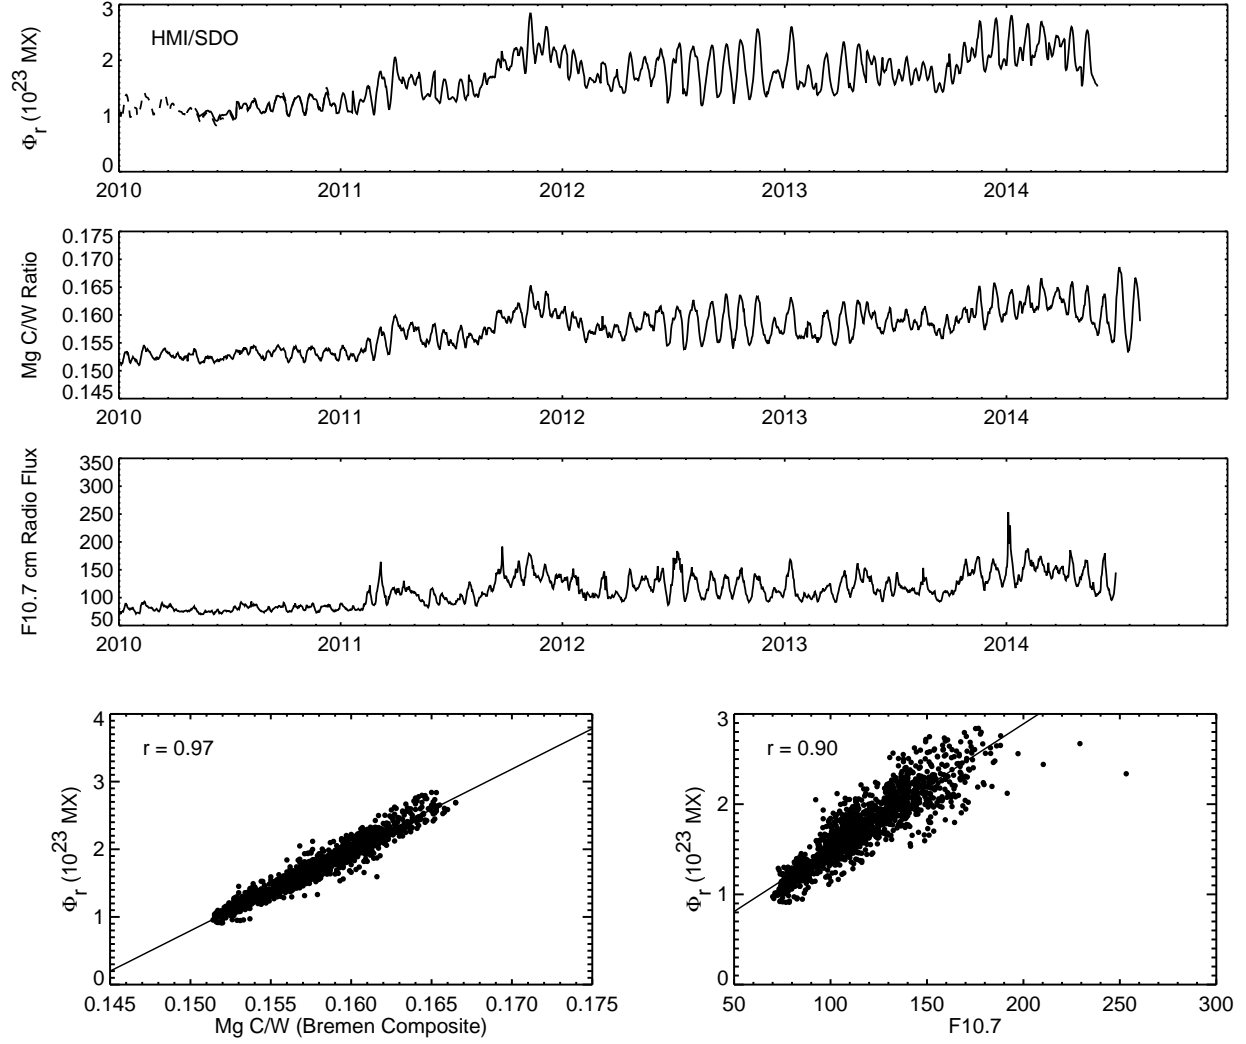 HMI/SDO
Φr (10^23 MX)
3
2
1
0
2010 2011 2012 2013 2014
Mg C/W Ratio
0.175
0.170
0.165
0.160
0.155
0.150
0.145
2010 2011 2012 2013 2014
F10.7 cm Radio Flux
350
300
250
200
150
100
50
2010 2011 2012 2013 2014
r = 0.97
Φr (10^23 MX)
4
3
2
1
0
0.145 0.150 0.155 0.160 0.165 0.170 0.175
Mg C/W (Bremen Composite)
r = 0.90
Φr (10^23 MX)
3
2
1
0
50 100 150 200 250 300
F10.7